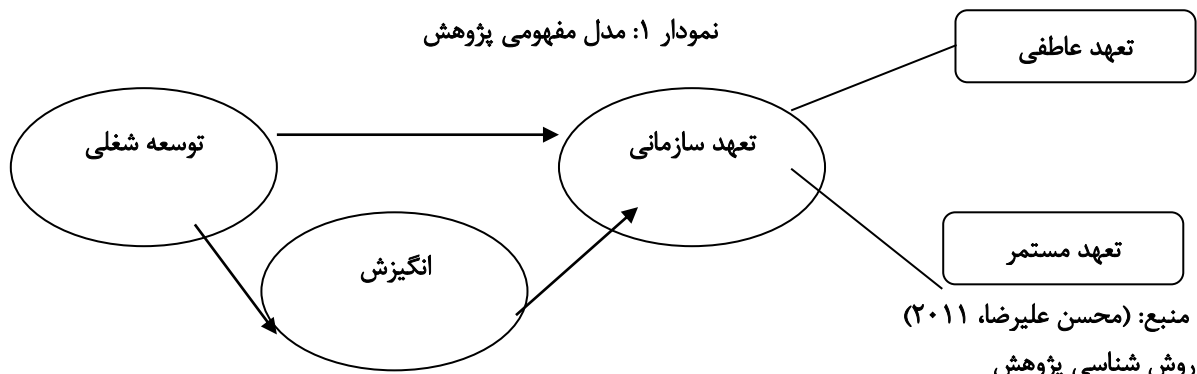 نمودار ۱: مدل مفهومی پژوهش
تعهد عاطفی
توسعه شغلی
تعهد سازمانی
تعهد مستمر
انگیزش
منبع: (محسن علیرضا، ۲۰۱۱)
روش شناسی پژوهش